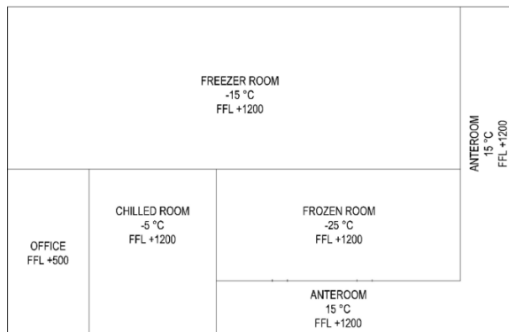 FREEZER ROOM
-15 °C
FFL +1200
ANTEROOM
15 °C
FFL +1200
CHILLED ROOM
-5 °C
FFL +1200
FROZEN ROOM
-25 °C
FFL +1200
OFFICE
FFL +500
ANTEROOM
15 °C
FFL +1200